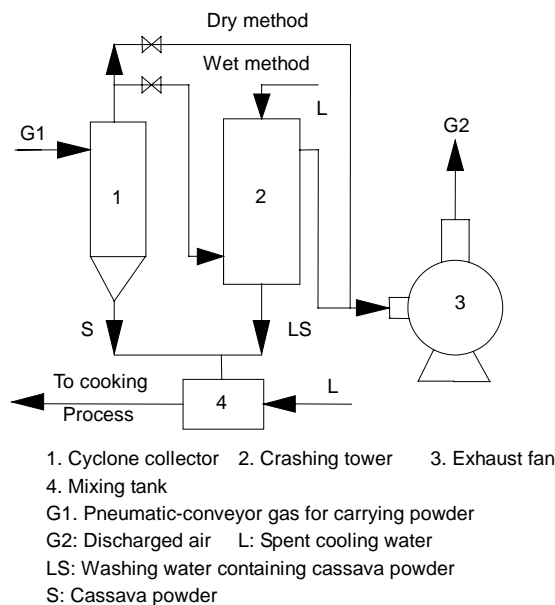 Dry method
Wet method
L
G1
G2
1
2
3
S
LS
To cooking
Process
4
L
1. Cyclone collector 2. Crashing tower 3. Exhaust fan
4. Mixing tank
G1. Pneumatic-conveyor gas for carrying powder
G2: Discharged air L: Spent cooling water
LS: Washing water containing cassava powder
S: Cassava powder